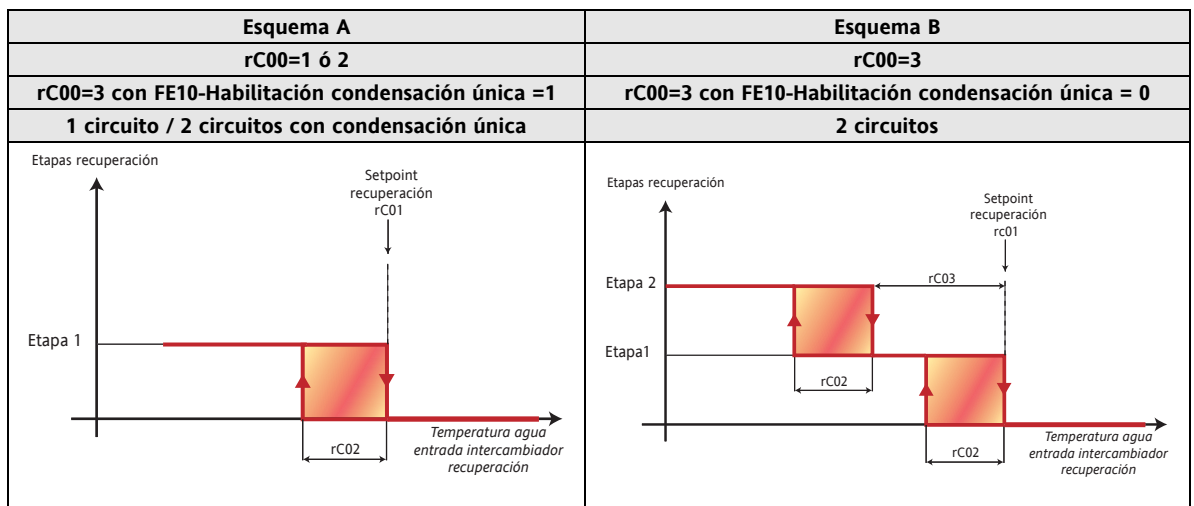 Esquema A
Esquema B
rC00=1 ó 2
rC00=3
rC00=3 con FE10-Habilitación condensación única =1
rC00=3 con FE10-Habilitación condensación única = 0
1 circuito / 2 circuitos con condensación única
2 circuitos
Etapas recuperación
Setpoint
recuperación
rC01
Etapa 1
rC02
Temperatura agua
entrada intercambiador
recuperación
Etapas recuperación
Setpoint
recuperación
rc01
Etapa 2
rC03
Etapa1
rC02
rC02
Temperatura agua
entrada intercambiador
recuperación